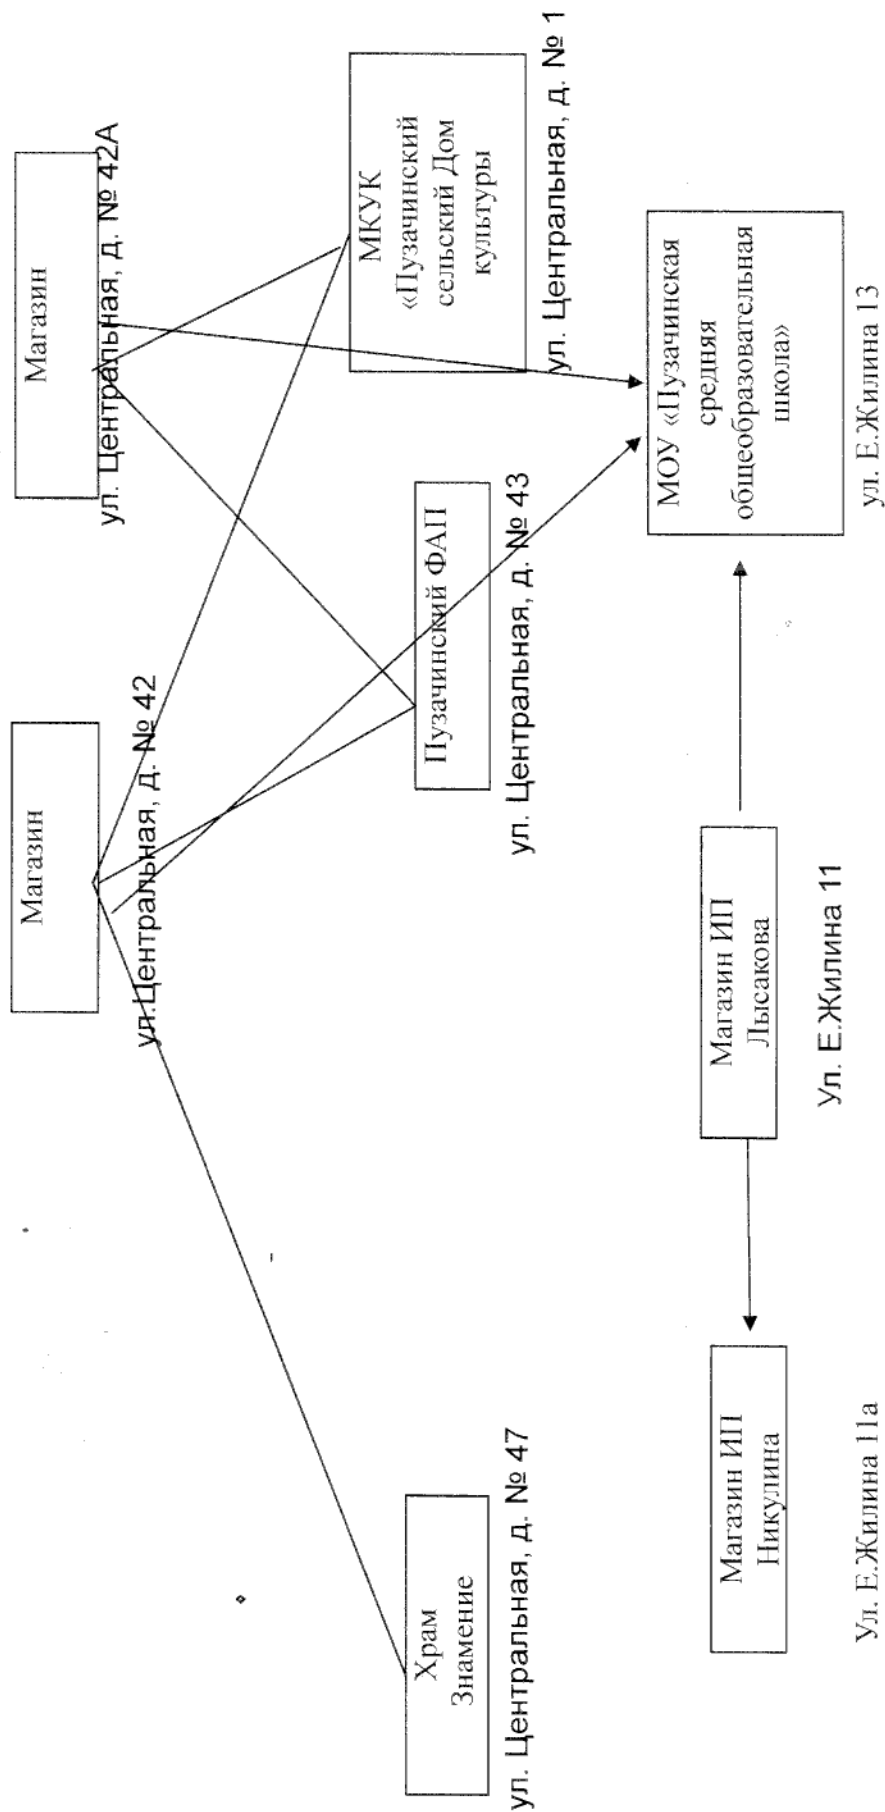 Магазин
ул.Центральная, д. № 42
Магазин
ул. Центральная, д. № 42А
Храм
Знамение
ул. Центральная, д. № 47
Пузачинский ФАП
ул. Центральная, д. № 43
МКУК
«Пузачинский
сельский Дом
культуры
ул. Центральная, д. № 1
Магазин ИП
Никулина
Ул. Е.Жилина 11а
Магазин ИП
Лысакова
Ул. Е.Жилина 11
МОУ «Пузачинская
средняя
общеобразовательная
школа»
ул. Е.Жилина 13